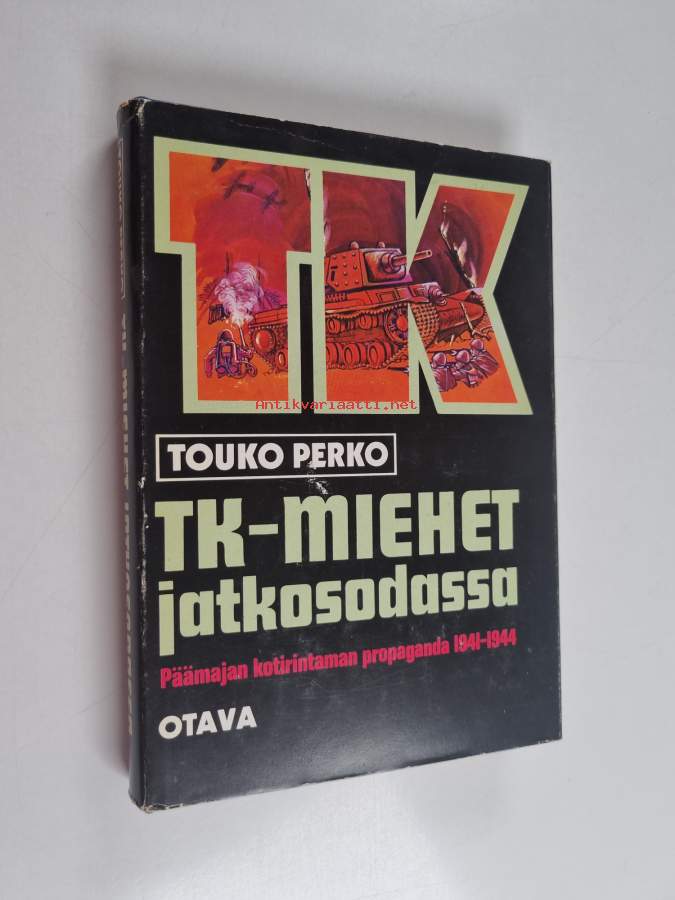 TK
Antikvariaatti.net
TOUKO PERKO
TK-MIEHET
jatkosodassa
Päämajan kotirintaman propaganda 1941-1944
OTAVA